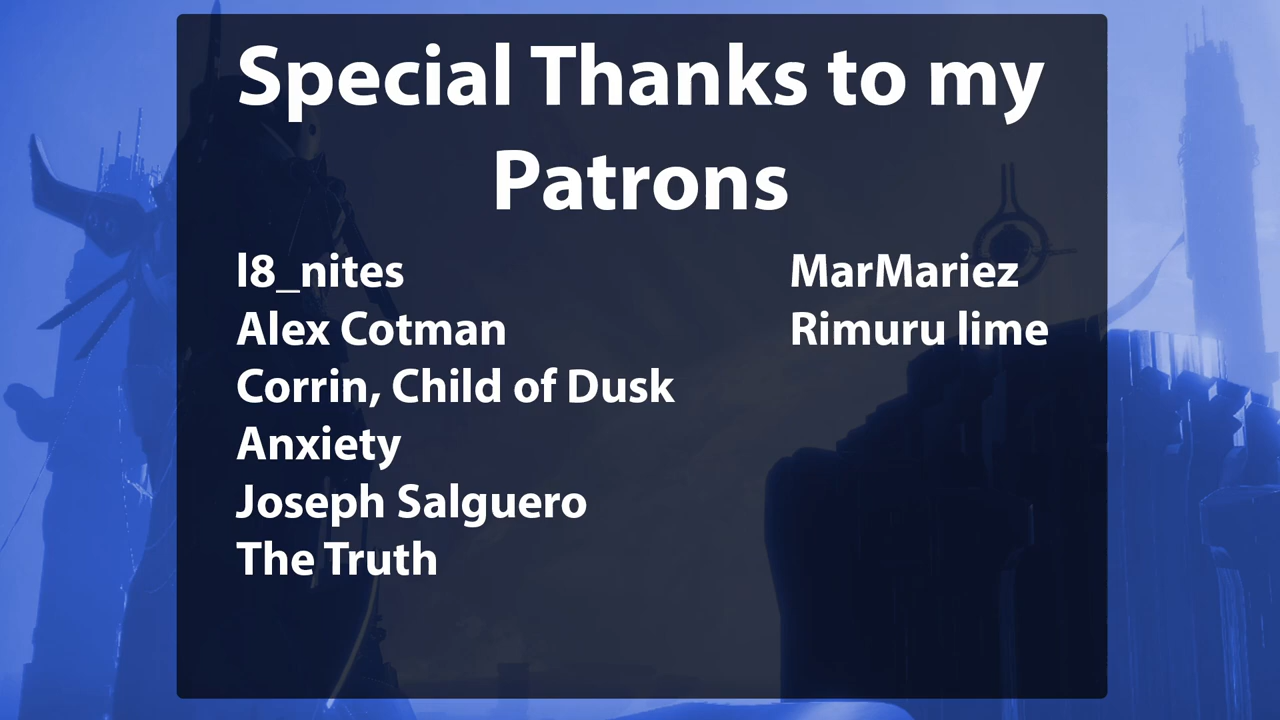 Special Thanks to my
Patrons
l8_nites
Alex Cotman
Corrin, Child of Dusk
Anxiety
Joseph Salguero
The Truth
MarMariez
Rimuru lime